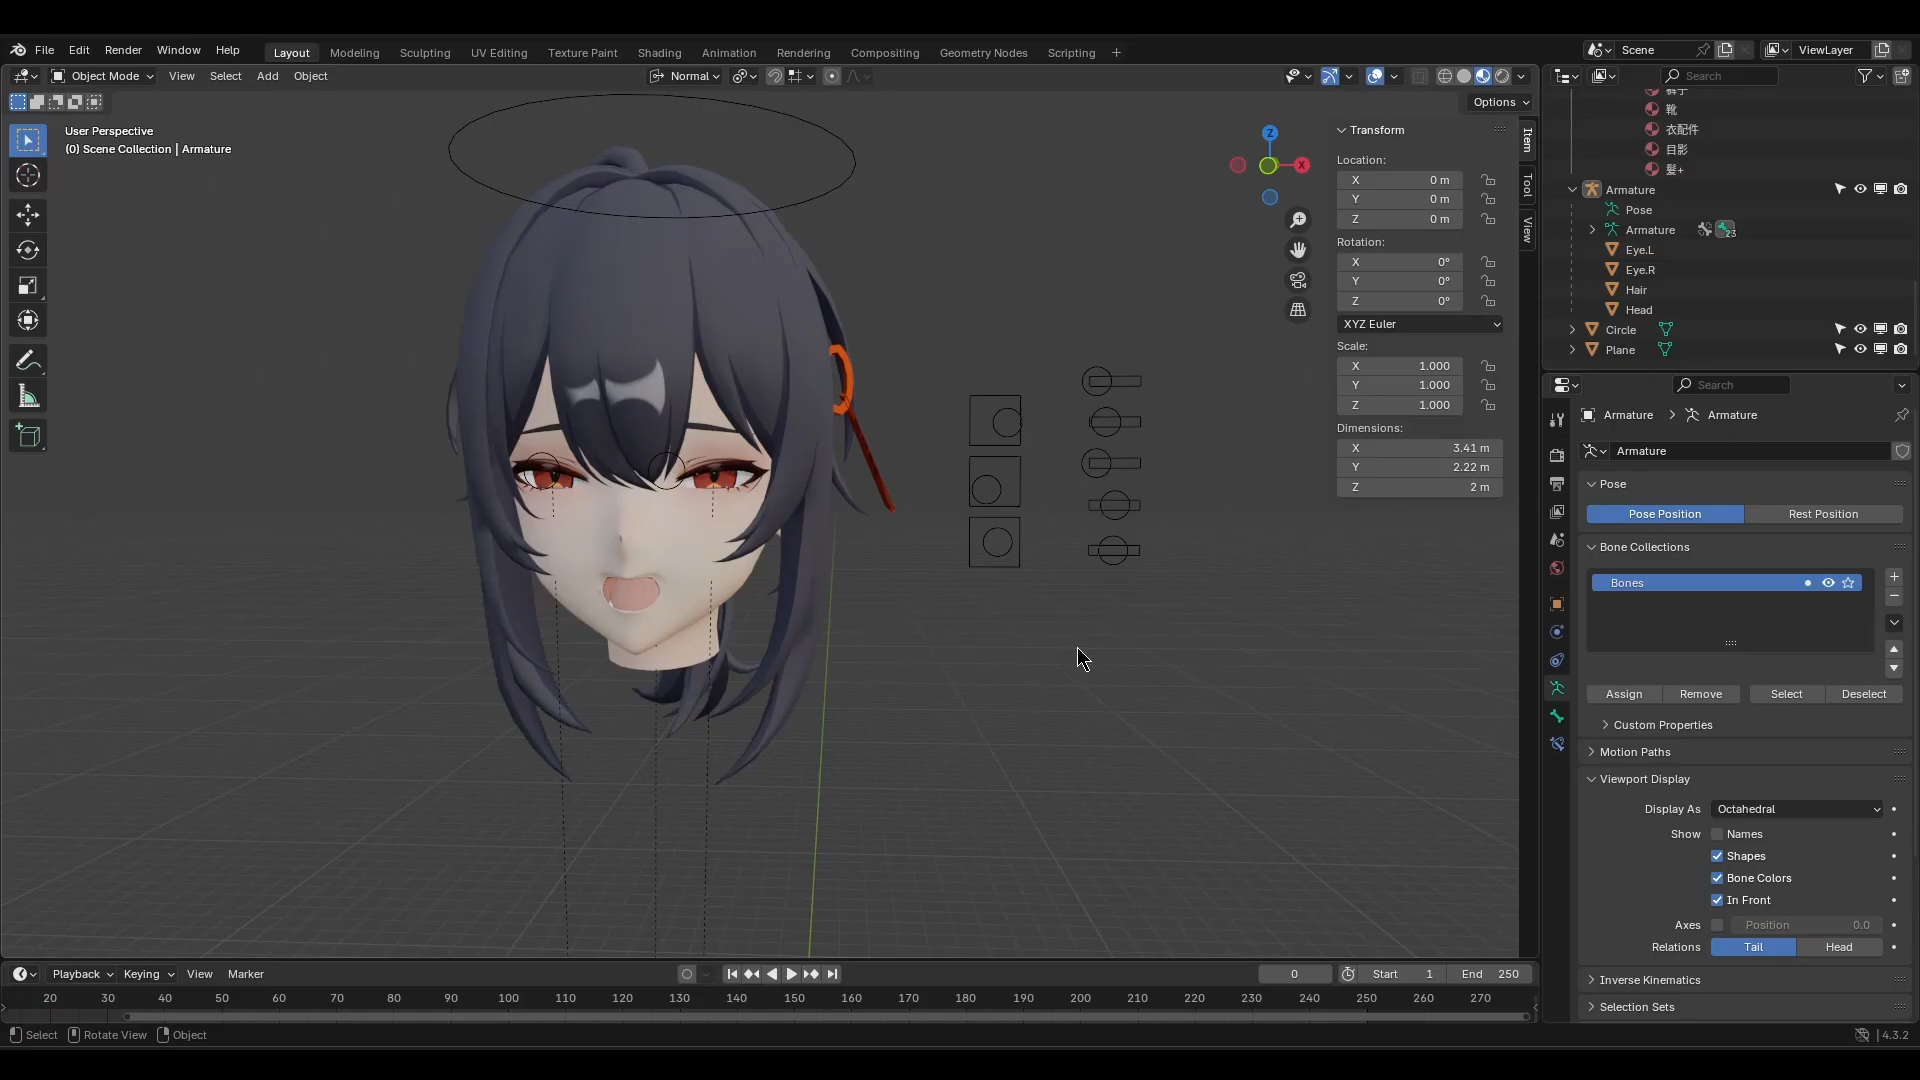 File Edit Render Window Help
Layout Modeling Sculpting UV Editing Texture Paint Shading Animation Rendering Compositing Geometry Nodes Scripting +
Scene
ViewLayer
Object Mode View Select Add Object
Normal
Options
Search
User Perspective
(0) Scene Collection | Armature
Z
X
Transform
Location:
X 0 m
Y 0 m
Z 0 m
Rotation:
X 0°
Y 0°
Z 0°
XYZ Euler
Scale:
X 1.000
Y 1.000
Z 1.000
Dimensions:
X 3.41 m
Y 2.22 m
Z 2 m
Item
Tool
View
裤子
靴
衣配件
目影
髮+
Armature
Pose
Armature 23
Eye.L
Eye.R
Hair
Head
Circle
Plane
Search
Armature > Armature
Armature
Pose
Pose Position Rest Position
Bone Collections
Bones
Assign Remove Select Deselect
Custom Properties
Motion Paths
Viewport Display
Display As Octahedral
Show Names
Shapes
Bone Colors
In Front
Axes Position 0.0
Relations Tail Head
Inverse Kinematics
Selection Sets
Playback Keying View Marker
0 Start 1 End 250
20 30 40 50 60 70 80 90 100 110 120 130 140 150 160 170 180 190 200 210 220 230 240 250 260 270
Select Rotate View Object
4.3.2